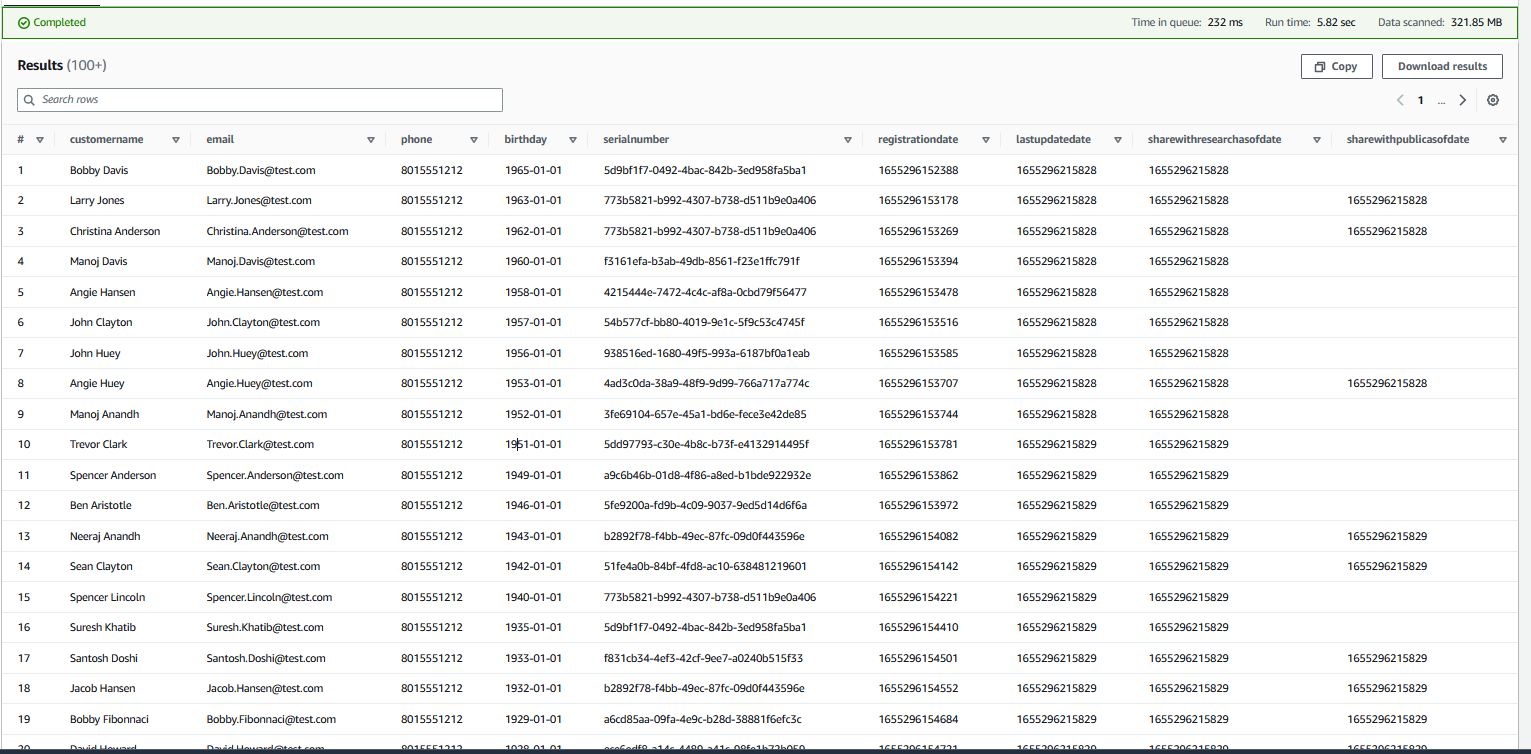 Completed Time in queue: 232 ms Run time: 5.82 sec Data scanned: 321.85 MB
Results (100+) Copy Download results
Search rows 1 ...
# customername email phone birthday serialnumber registrationdate lastupdatedate sharewithresearchasofdate sharewithpublicasofdate
1 Bobby Davis Bobby.Davis@test.com 8015551212 1965-01-01 5d9bf1f7-0492-4bac-842b-3ed958fa5ba1 1655296152388 1655296215828 1655296215828
2 Larry Jones Larry.Jones@test.com 8015551212 1963-01-01 773b5821-b992-4307-b738-d511b9e0a406 1655296153178 1655296215828 1655296215828 1655296215828
3 Christina Anderson Christina.Anderson@test.com 8015551212 1962-01-01 773b5821-b992-4307-b738-d511b9e0a406 1655296153269 1655296215828 1655296215828 1655296215828
4 Manoj Davis Manoj.Davis@test.com 8015551212 1960-01-01 f3161efa-b3ab-49db-8561-f23e1ffc791f 1655296153394 1655296215828 1655296215828
5 Angie Hansen Angie.Hansen@test.com 8015551212 1958-01-01 4215444e-7472-4c4c-af8a-0cbd79f56477 1655296153478 1655296215828 1655296215828
6 John Clayton John.Clayton@test.com 8015551212 1957-01-01 54b577cf-bb80-4019-9e1c-5f9c53c4745f 1655296153516 1655296215828 1655296215828
7 John Huey John.Huey@test.com 8015551212 1956-01-01 938516ed-1680-49f5-993a-6187bf0a1eab 1655296153585 1655296215828 1655296215828
8 Angie Huey Angie.Huey@test.com 8015551212 1953-01-01 4ad3c0da-38a9-48f9-9d99-766a717a774c 1655296153707 1655296215828 1655296215828 1655296215828
9 Manoj Anandh Manoj.Anandh@test.com 8015551212 1952-01-01 3fe69104-657e-45a1-bd6e-fece3e42de85 1655296153744 1655296215828 1655296215828
10 Trevor Clark Trevor.Clark@test.com 8015551212 1951-01-01 5dd97793-c30e-4b8c-b73f-e4132914495f 1655296153781 1655296215829 1655296215829
11 Spencer Anderson Spencer.Anderson@test.com 8015551212 1949-01-01 a9c6b46b-01d8-4f86-a8ed-b1bde922932e 1655296153862 1655296215829 1655296215829
12 Ben Aristotle Ben.Aristotle@test.com 8015551212 1946-01-01 5fe9200a-fd9b-4c09-9037-9ed5d14d6f6a 1655296153972 1655296215829 1655296215829
13 Neeraj Anandh Neeraj.Anandh@test.com 8015551212 1943-01-01 b2892f78-f4bb-49ec-87fc-09d0f443596e 1655296154082 1655296215829 1655296215829 1655296215829
14 Sean Clayton Sean.Clayton@test.com 8015551212 1942-01-01 51fe4a0b-84bf-4fd8-ac10-638481219601 1655296154142 1655296215829 1655296215829 1655296215829
15 Spencer Lincoln Spencer.Lincoln@test.com 8015551212 1940-01-01 773b5821-b992-4307-b738-d511b9e0a406 1655296154221 1655296215829 1655296215829
16 Suresh Khatib Suresh.Khatib@test.com 8015551212 1935-01-01 5d9bf1f7-0492-4bac-842b-3ed958fa5ba1 1655296154410 1655296215829 1655296215829
17 Santosh Doshi Santosh.Doshi@test.com 8015551212 1933-01-01 f831cb34-4ef3-42cf-9ee7-a0240b515f33 1655296154501 1655296215829 1655296215829 1655296215829
18 Jacob Hansen Jacob.Hansen@test.com 8015551212 1932-01-01 b2892f78-f4bb-49ec-87fc-09d0f443596e 1655296154552 1655296215829 1655296215829 1655296215829
19 Bobby Fibonnaci Bobby.Fibonnaci@test.com 8015551212 1929-01-01 a6cd85aa-09fa-4e9c-b28d-38881f6efc3c 1655296154684 1655296215829 1655296215829 1655296215829
20 David Howard David.Howard@test.com 8015551212 1928-01-01 1655296215829 1655296215829 1655296215829